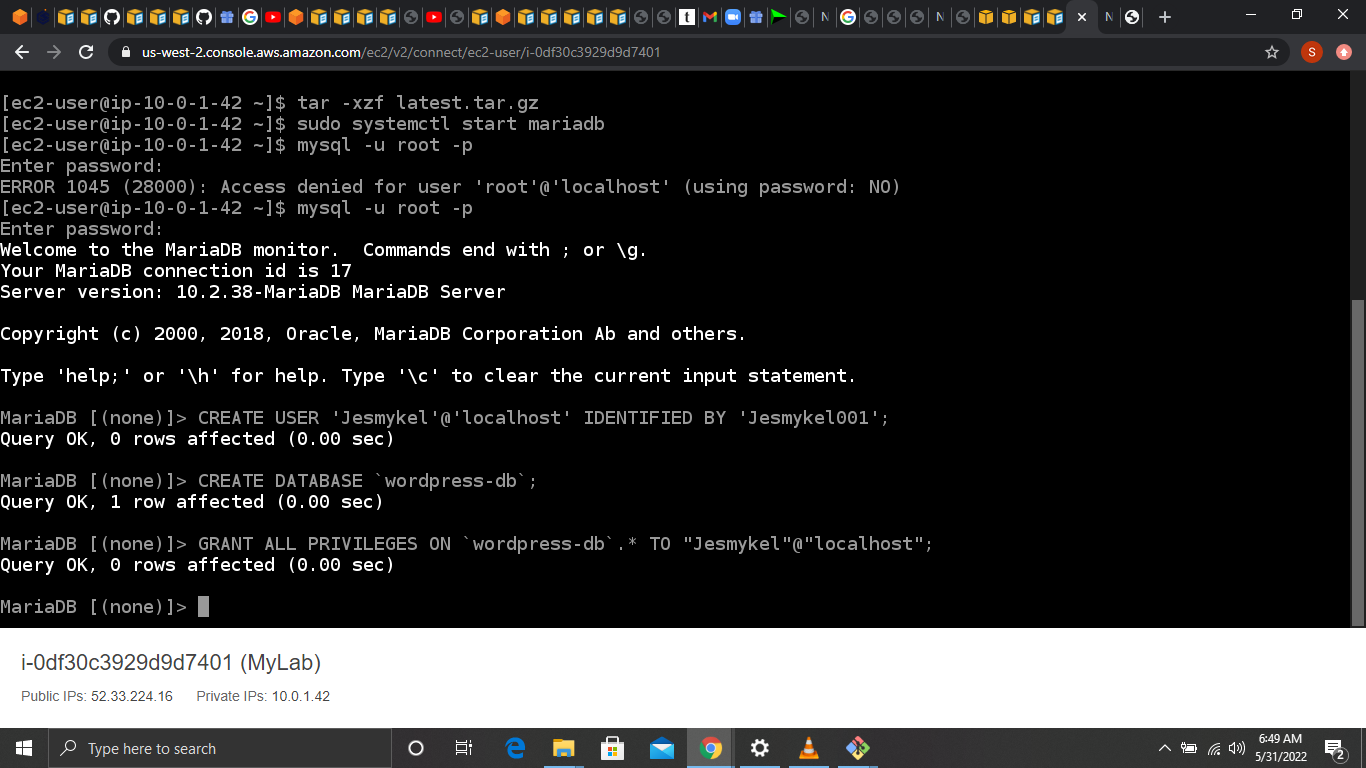 us-west-2.console.aws.amazon.com/ec2/v2/connect/ec2-user/i-0df30c3929d9d7401
S
[ec2-user@ip-10-0-1-42 ~]$ tar -xzf latest.tar.gz
[ec2-user@ip-10-0-1-42 ~]$ sudo systemctl start mariadb
[ec2-user@ip-10-0-1-42 ~]$ mysql -u root -p
Enter password:
ERROR 1045 (28000): Access denied for user 'root'@'localhost' (using password: NO)
[ec2-user@ip-10-0-1-42 ~]$ mysql -u root -p
Enter password:
Welcome to the MariaDB monitor.  Commands end with ; or \g.
Your MariaDB connection id is 17
Server version: 10.2.38-MariaDB MariaDB Server
Copyright (c) 2000, 2018, Oracle, MariaDB Corporation Ab and others.
Type 'help;' or '\h' for help. Type '\c' to clear the current input statement.
MariaDB [(none)]> CREATE USER 'Jesmykel'@'localhost' IDENTIFIED BY 'Jesmykel001';
Query OK, 0 rows affected (0.00 sec)
MariaDB [(none)]> CREATE DATABASE `wordpress-db`;
Query OK, 1 row affected (0.00 sec)
MariaDB [(none)]> GRANT ALL PRIVILEGES ON `wordpress-db`.* TO "Jesmykel"@"localhost";
Query OK, 0 rows affected (0.00 sec)
MariaDB [(none)]>
i-0df30c3929d9d7401 (MyLab)
Public IPs: 52.33.224.16 Private IPs: 10.0.1.42
Type here to search
6:49 AM
5/31/2022
2